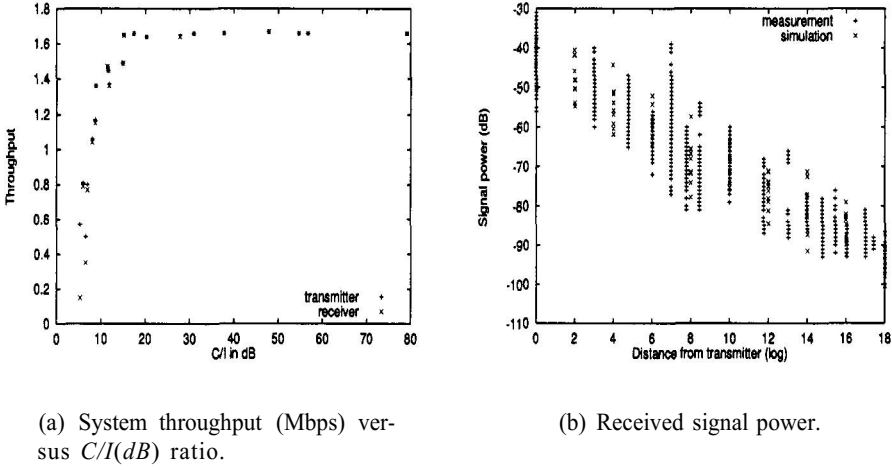 1.8
1.6
1.4
1.2
1
0.8
0.6
0.4
0.2
0
Throughput
transmitter
receiver
0 10 20 30 40 50 60 70 80
C/I in dB
-30
-40
-50
-60
-70
-80
-90
-100
-110
Signal power (dB)
measurement
simulation
0 2 4 6 8 10 12 14 16 18
Distance from transmitter (log)
(a) System throughput (Mbps) ver-
sus C/I(dB) ratio.
(b) Received signal power.